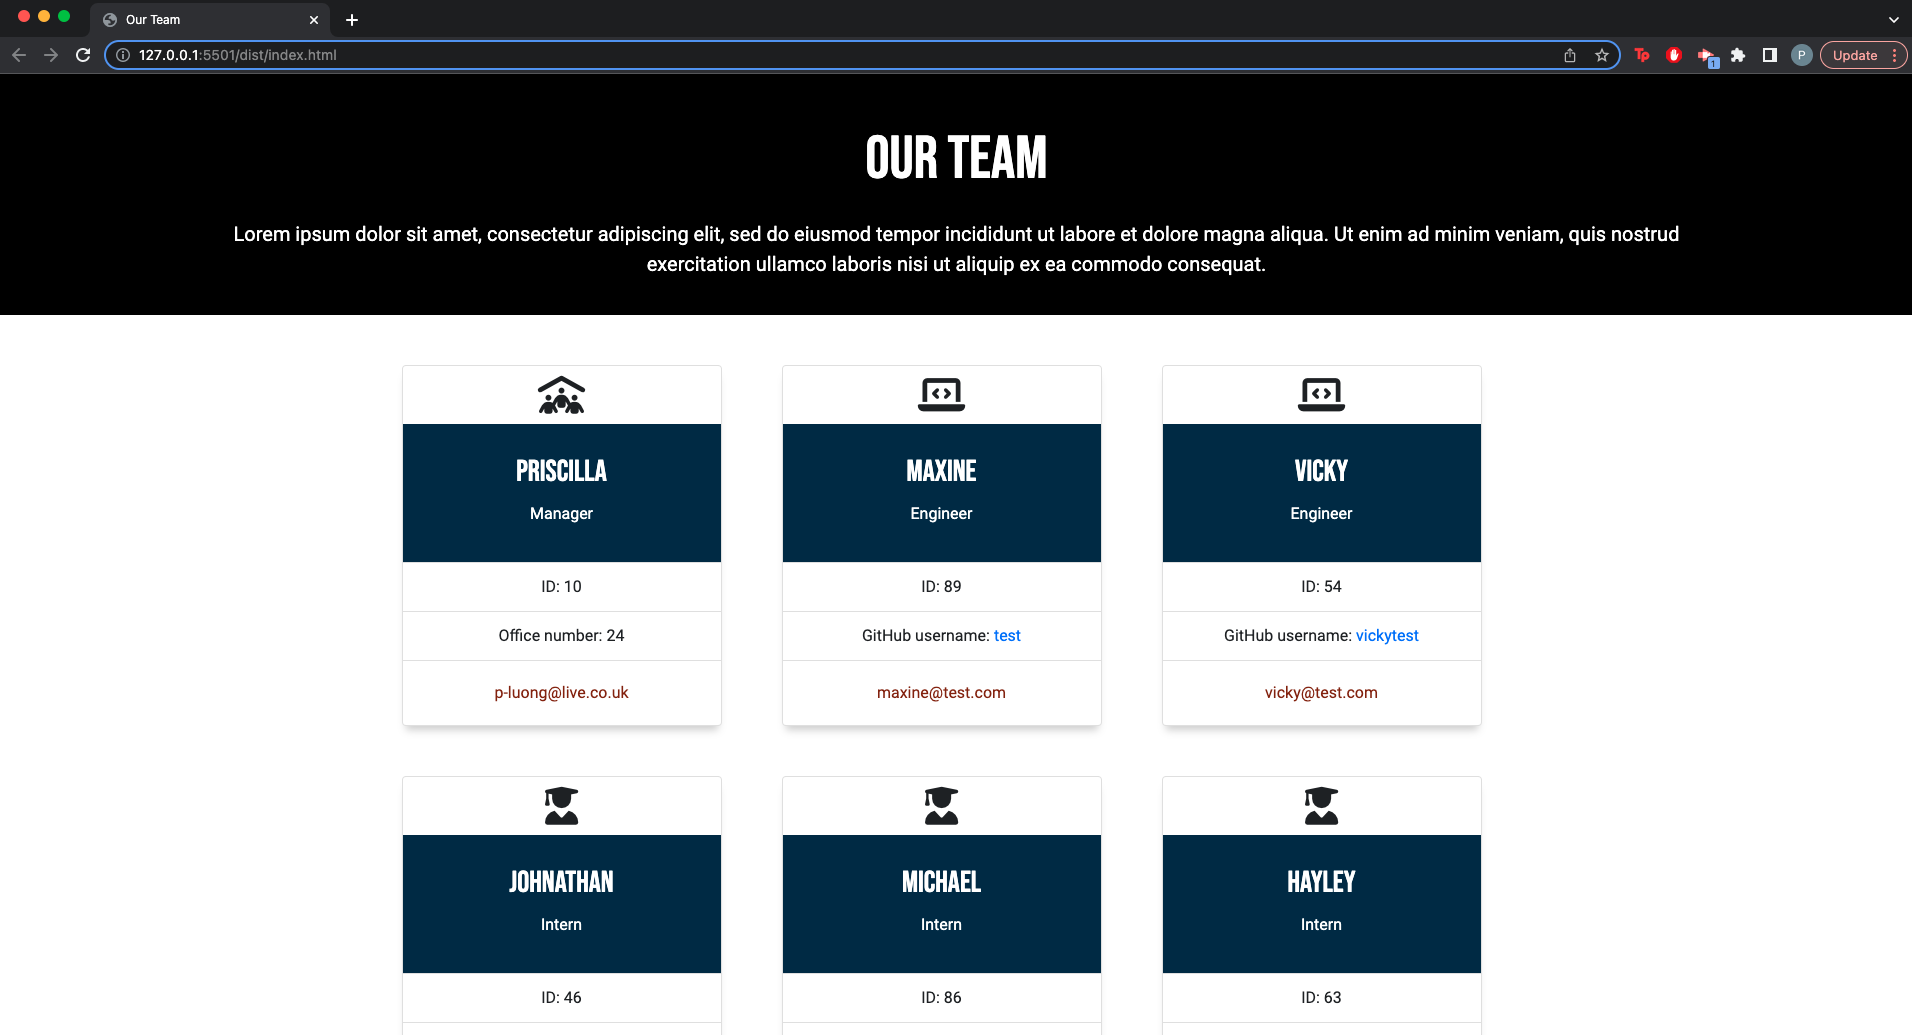 Our Team
127.0.0.1:5501/dist/index.html
Tp
1
P
Update
OUR TEAM
Lorem ipsum dolor sit amet, consectetur adipiscing elit, sed do eiusmod tempor incididunt ut labore et dolore magna aliqua. Ut enim ad minim veniam, quis nostrud
exercitation ullamco laboris nisi ut aliquip ex ea commodo consequat.
PRISCILLA
Manager
ID: 10
Office number: 24
p-luong@live.co.uk
MAXINE
Engineer
ID: 89
GitHub username: test
maxine@test.com
VICKY
Engineer
ID: 54
GitHub username: vickytest
vicky@test.com
JOHNATHAN
Intern
ID: 46
MICHAEL
Intern
ID: 86
HAYLEY
Intern
ID: 63